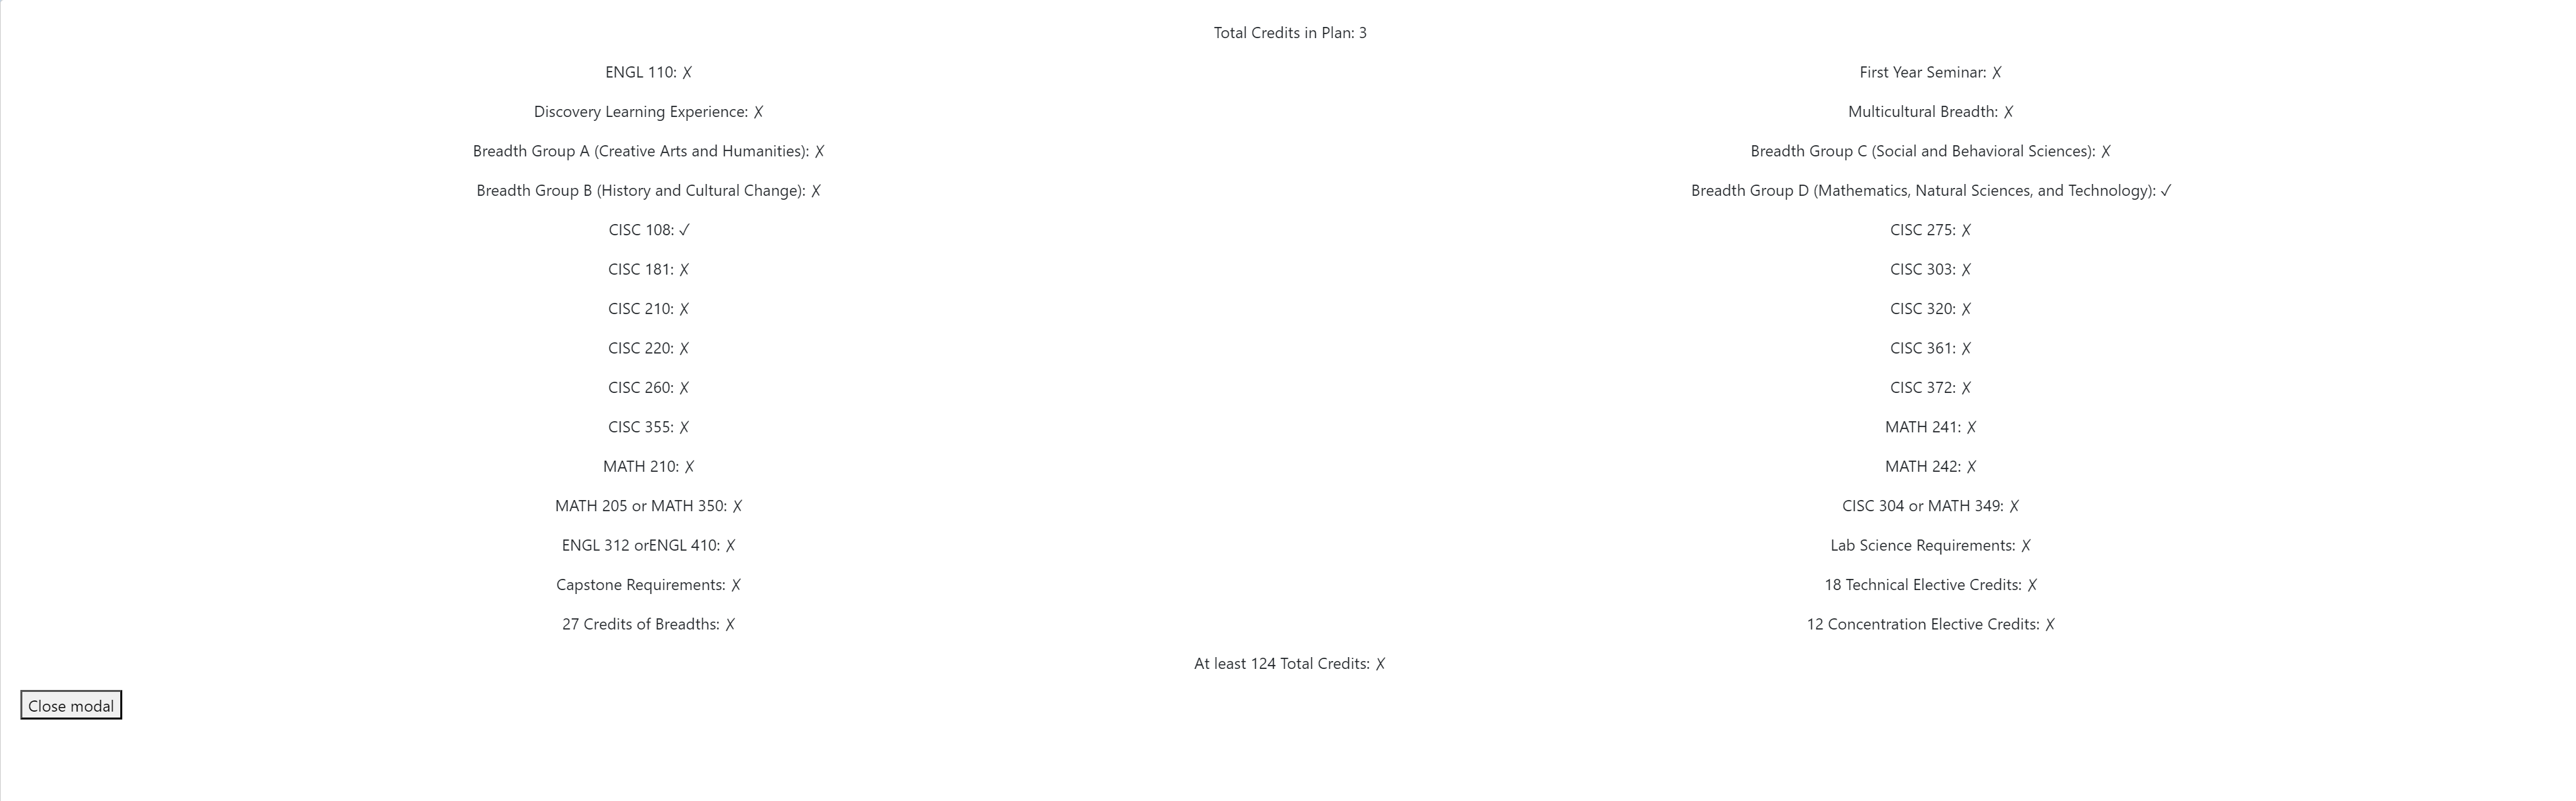 Total Credits in Plan: 3
ENGL 110: ✗
First Year Seminar: ✗
Discovery Learning Experience: ✗
Multicultural Breadth: ✗
Breadth Group A (Creative Arts and Humanities): ✗
Breadth Group C (Social and Behavioral Sciences): ✗
Breadth Group B (History and Cultural Change): ✗
Breadth Group D (Mathematics, Natural Sciences, and Technology): ✓
CISC 108: ✓
CISC 275: ✗
CISC 181: ✗
CISC 303: ✗
CISC 210: ✗
CISC 320: ✗
CISC 220: ✗
CISC 361: ✗
CISC 260: ✗
CISC 372: ✗
CISC 355: ✗
MATH 241: ✗
MATH 210: ✗
MATH 242: ✗
MATH 205 or MATH 350: ✗
CISC 304 or MATH 349: ✗
ENGL 312 orENGL 410: ✗
Lab Science Requirements: ✗
Capstone Requirements: ✗
18 Technical Elective Credits: ✗
27 Credits of Breadths: ✗
12 Concentration Elective Credits: ✗
At least 124 Total Credits: ✗
Close modal